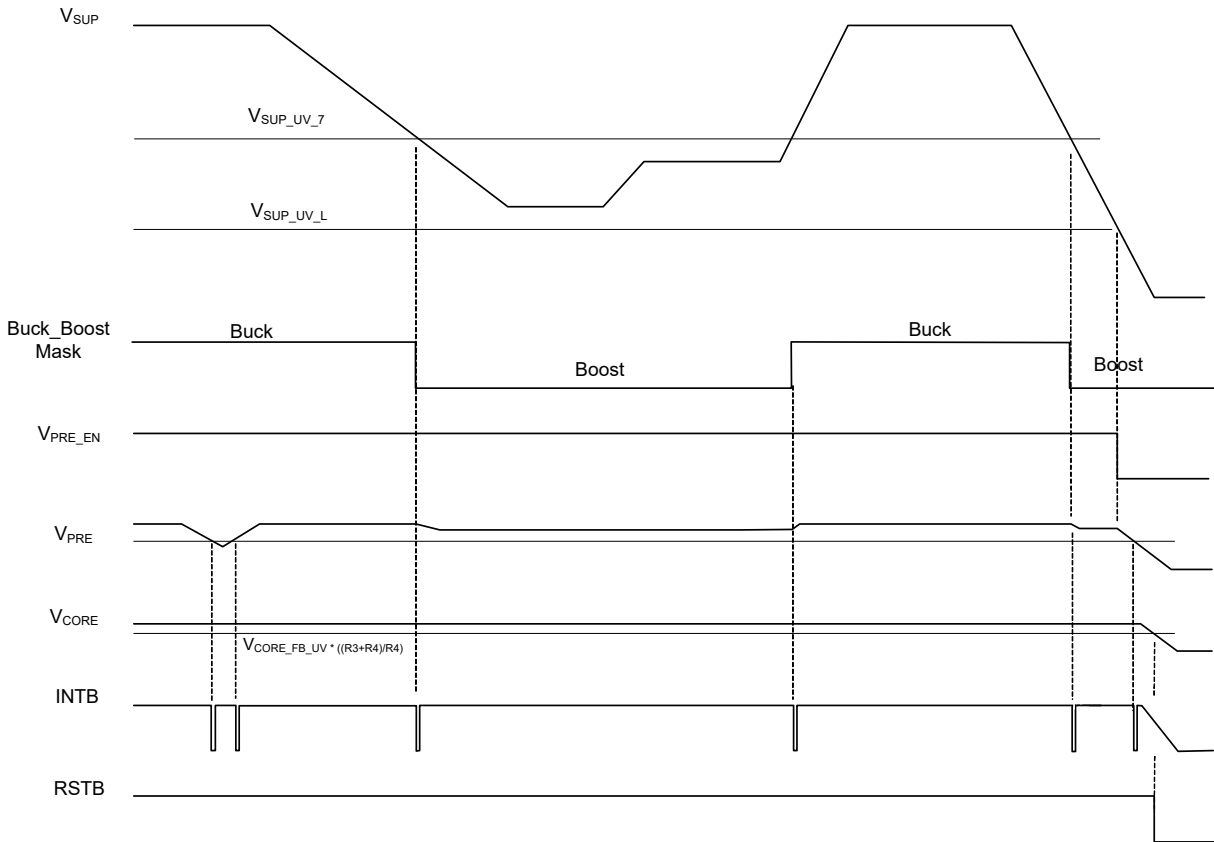 VSUP
VSUP_UV_7
VSUP_UV_L
Buck_Boost
Mask
Buck
Boost
Buck
Boost
VPRE_EN
VPRE
VCORE
VCORE_FB_UV * ((R3+R4)/R4)
INTB
RSTB